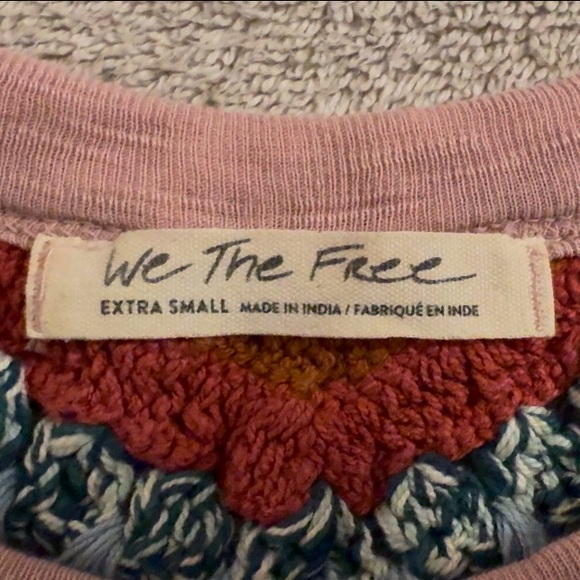 We The Free
EXTRA SMALL MADE IN INDIA / FABRIQUÉ EN INDE